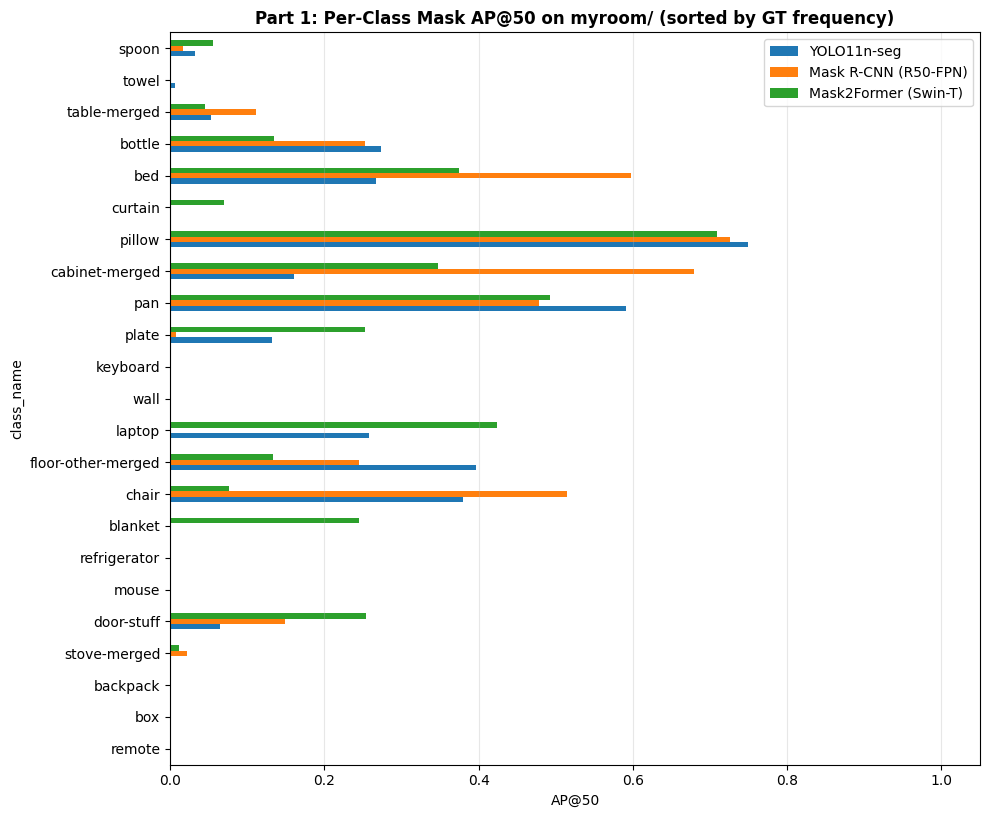 Part 1: Per-Class Mask AP@50 on myroom/ (sorted by GT frequency)
YOLO11n-seg
Mask R-CNN (R50-FPN)
Mask2Former (Swin-T)
class_name
spoon
towel
table-merged
bottle
bed
curtain
pillow
cabinet-merged
pan
plate
keyboard
wall
laptop
floor-other-merged
chair
blanket
refrigerator
mouse
door-stuff
stove-merged
backpack
box
remote
0.0 0.2 0.4 0.6 0.8 1.0
AP@50